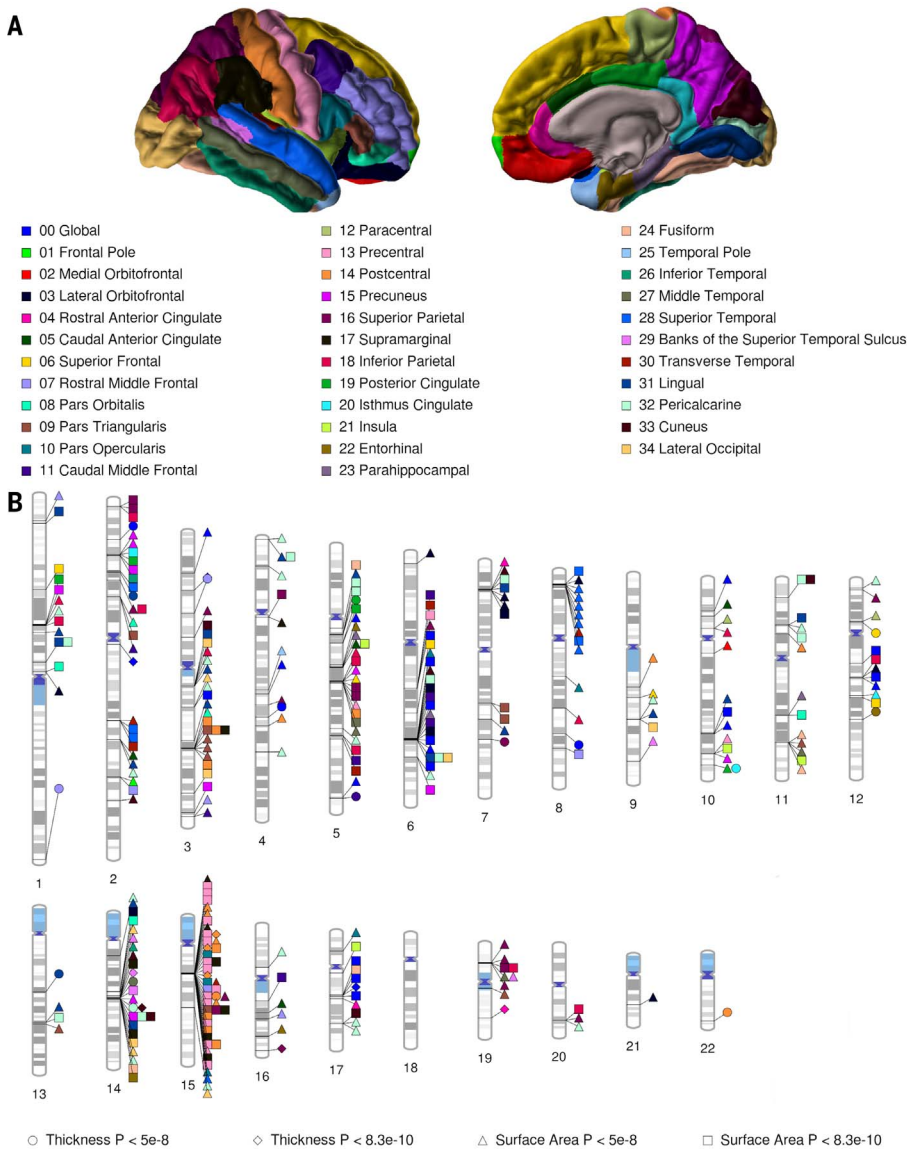 A
00 Global
01 Frontal Pole
02 Medial Orbitofrontal
03 Lateral Orbitofrontal
04 Rostral Anterior Cingulate
05 Caudal Anterior Cingulate
06 Superior Frontal
07 Rostral Middle Frontal
08 Pars Orbitalis
09 Pars Triangularis
10 Pars Opercularis
11 Caudal Middle Frontal
12 Paracentral
13 Precentral
14 Postcentral
15 Precuneus
16 Superior Parietal
17 Supramarginal
18 Inferior Parietal
19 Posterior Cingulate
20 Isthmus Cingulate
21 Insula
22 Entorhinal
23 Parahippocampal
24 Fusiform
25 Temporal Pole
26 Inferior Temporal
27 Middle Temporal
28 Superior Temporal
29 Banks of the Superior Temporal Sulcus
30 Transverse Temporal
31 Lingual
32 Pericalcarine
33 Cuneus
34 Lateral Occipital
B
1 2 3 4 5 6 7 8 9 10 11 12
13 14 15 16 17 18 19 20 21 22
Thickness P < 5e-8 Thickness P < 8.3e-10 Surface Area P < 5e-8 Surface Area P < 8.3e-10